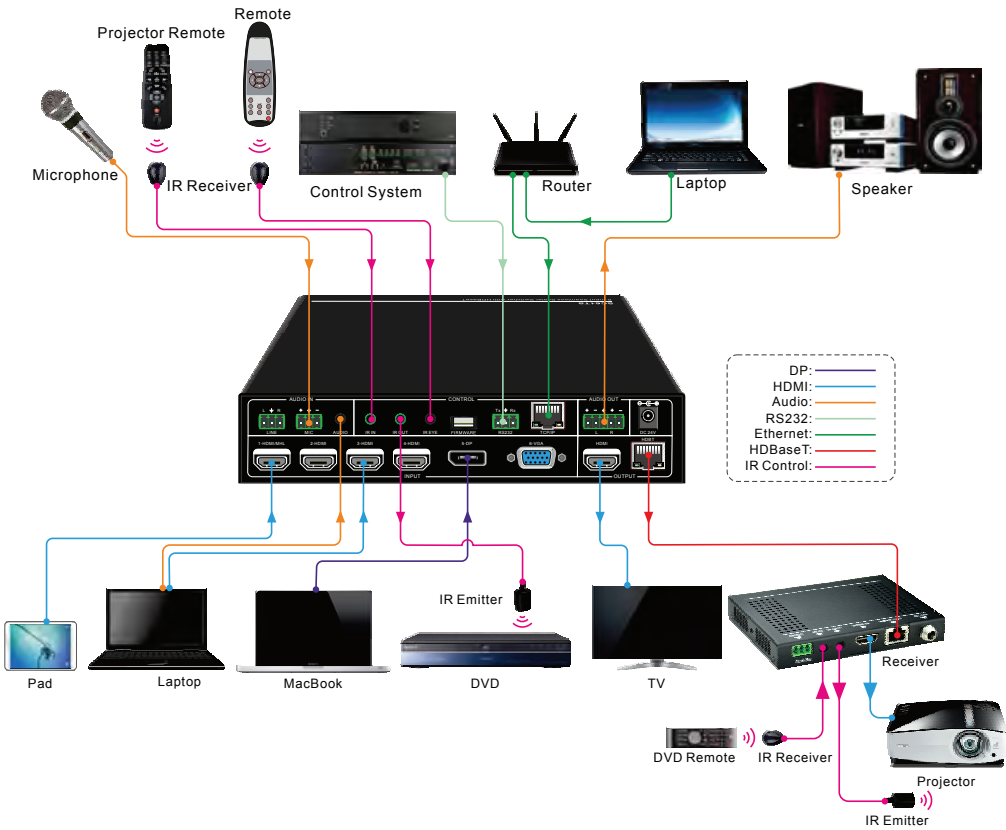 Remote
Projector Remote
Microphone
IR Receiver
Control System
Router
Laptop
Speaker
AUDIO IN
CONTROL
AUDIO OUT
L R
+ -
Tx Rx
+ - + -
LINE
MIC
AUDIO
IR IN
IR OUT
IR EYE
FIRMWARE
RS232
TCP/IP
R
DC 24V
1-HDMI/MHL
2-HDMI
3-HDMI
4-HDMI
5-DP
6-VGA
HDMI
HDBT
INPUT
OUTPUT
DP:
HDMI:
Audio:
RS232:
Ethernet:
HDBaseT:
IR Control:
Pad
Laptop
MacBook
IR Emitter
DVD
TV
Receiver
DVD Remote
IR Receiver
Projector
IR Emitter